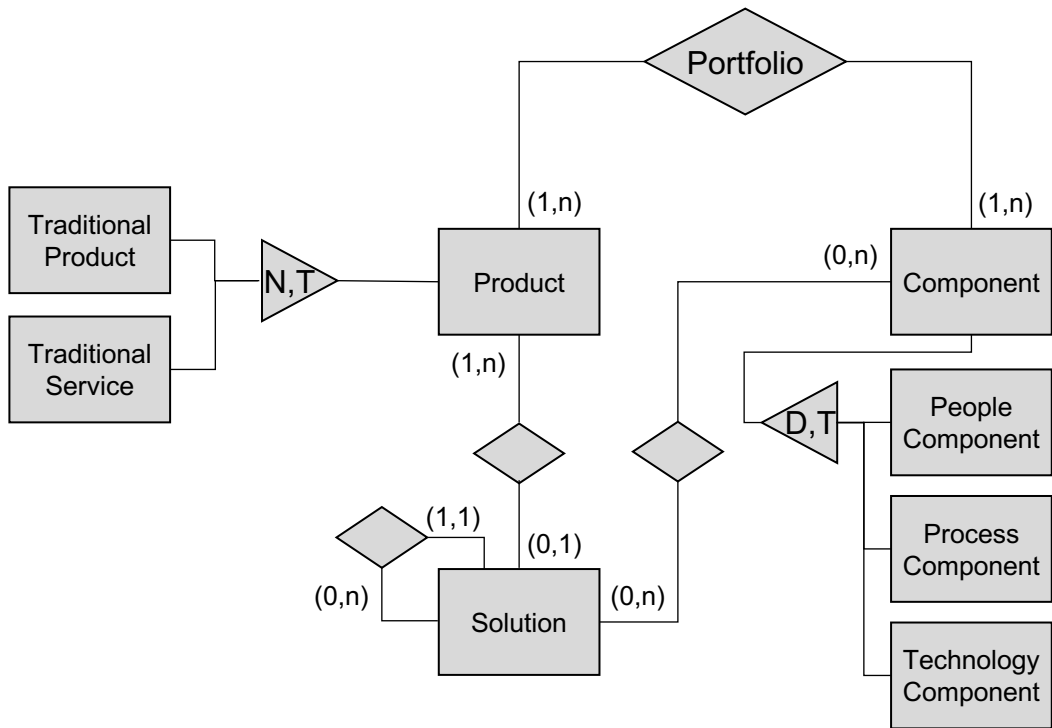 Portfolio
(1,n)
(1,n)
Traditional
Product
N,T
Product
(0,n)
Component
Traditional
Service
(1,n)
D,T
People
Component
(1,1)
(0,1)
Process
Component
(0,n)
Solution
(0,n)
Technology
Component